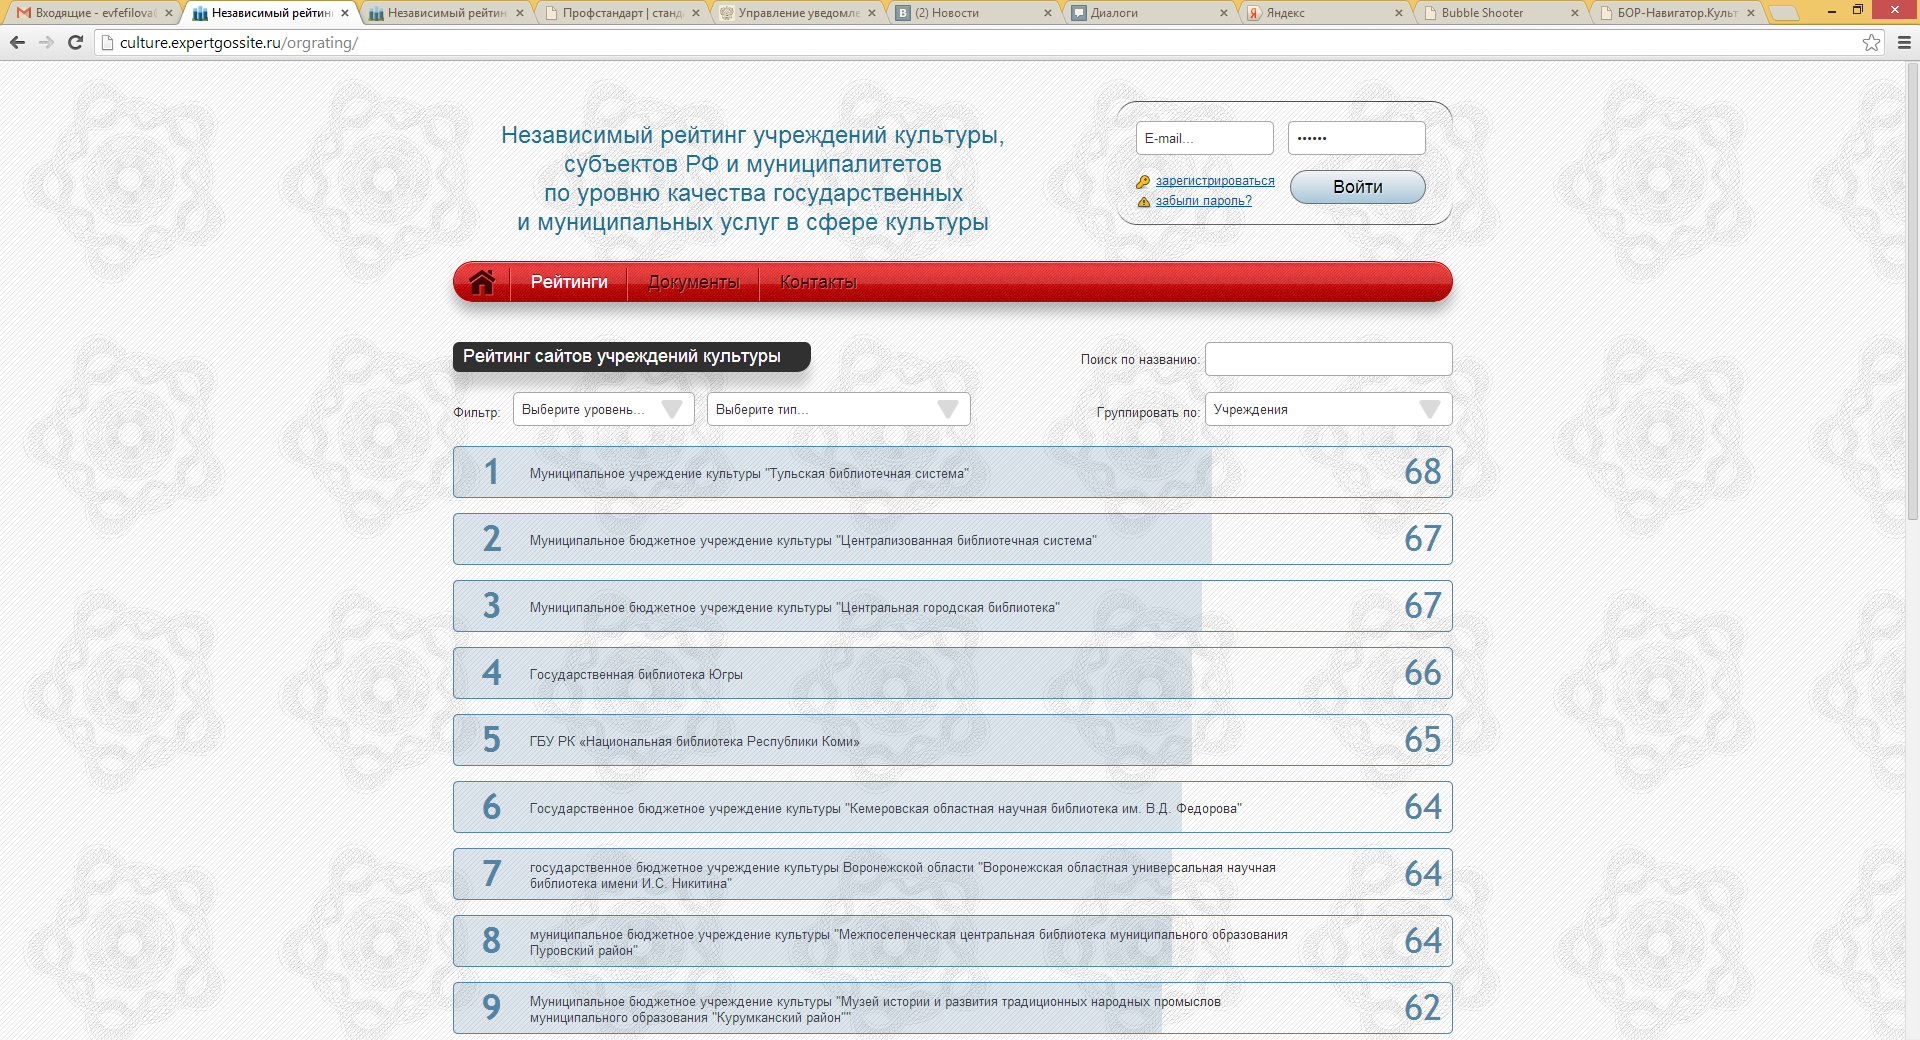 Входящие - evfefilova
Независимый рейтин
Независимый рейтин
Профстандарт | станд
Управление уведомле
(2) Новости
Диалоги
Яндекс
Bubble Shooter
БОР-Навигатор.Культ
culture.expertgossite.ru/orgrating/
Независимый рейтинг учреждений культуры,
субъектов РФ и муниципалитетов
по уровню качества государственных
и муниципальных услуг в сфере культуры
E-mail...
••••••
зарегистрироваться
забыли пароль?
Войти
Рейтинги
Документы
Контакты
Рейтинг сайтов учреждений культуры
Поиск по названию:
Фильтр:
Выберите уровень...
Выберите тип...
Группировать по:
Учреждения
1 Муниципальное учреждение культуры "Тульская библиотечная система" 68
2 Муниципальное бюджетное учреждение культуры "Централизованная библиотечная система" 67
3 Муниципальное бюджетное учреждение культуры "Центральная городская библиотека" 67
4 Государственная библиотека Югры 66
5 ГБУ РК «Национальная библиотека Республики Коми» 65
6 Государственное бюджетное учреждение культуры "Кемеровская областная научная библиотека им. В.Д. Федорова" 64
7 государственное бюджетное учреждение культуры Воронежской области "Воронежская областная универсальная научная
библиотека имени И.С. Никитина" 64
8 муниципальное бюджетное учреждение культуры "Межпоселенческая центральная библиотека муниципального образования
Пуровский район" 64
9 Муниципальное бюджетное учреждение культуры "Музей истории и развития традиционных народных промыслов
муниципального образования "Курумканский район"" 62